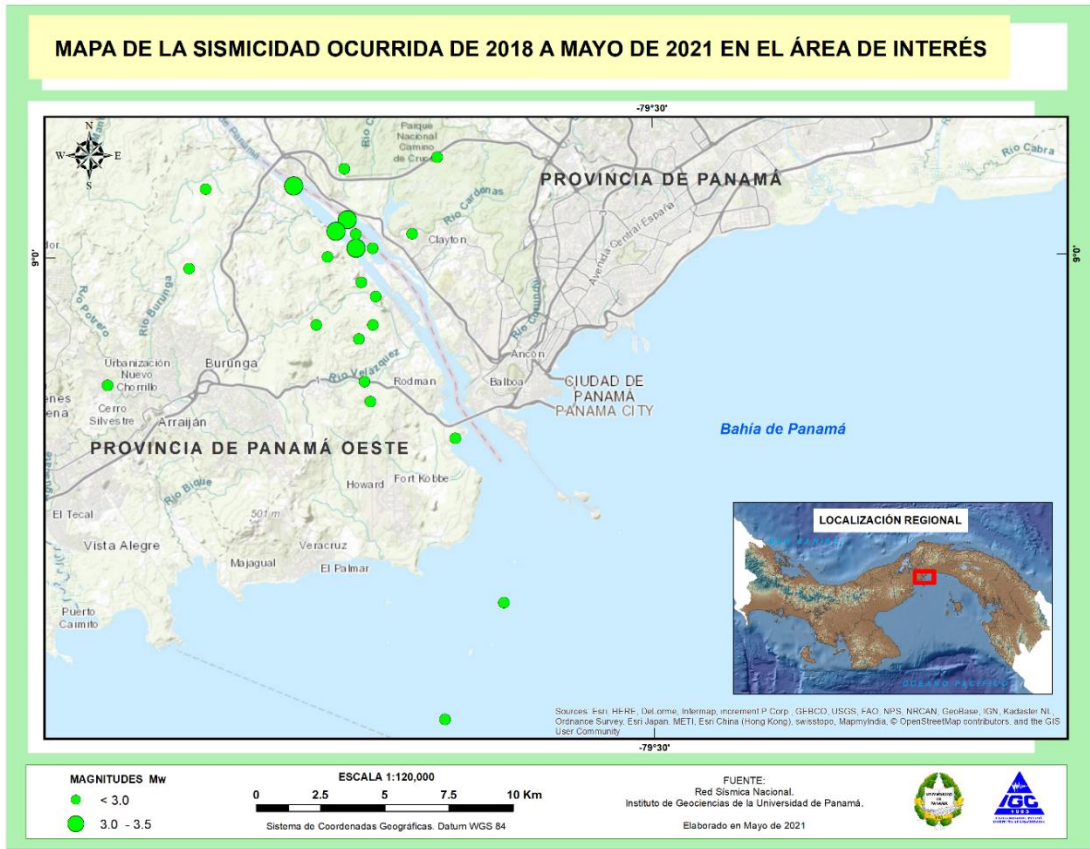 MAPA DE LA SISMICIDAD OCURRIDA DE 2018 A MAYO DE 2021 EN EL ÁREA DE INTERÉS
-79°30'
N
W
E
S
Panamá
Parque
Nacional
Camino
de Cruces
Río Cardenas
Río Cabra
PROVINCIA DE PANAMÁ
Avenida Central España
Clayton
9°0'
9°0'
Río Burunga
Río Potrero
Río Corundu
Ancón
Urbanización
Nuevo
Chorrillo
Burunga
Río Velazquez
Rodman
Balboa
CIUDAD DE
PANAMÁ
PANAMA CITY
Cerro
Silvestre
Arraiján
Bahía de Panamá
PROVINCIA DE PANAMÁ OESTE
Río Bique
Howard
Fort Kobbe
El Tecal
501 m
Vista Alegre
Veracruz
Majagual
El Palmar
Puerto
Caimito
LOCALIZACIÓN REGIONAL
OCEANO PACIFICO
Sources: Esri, HERE, DeLorme, Intermap, increment P Corp., GEBCO, USGS, FAO, NPS, NRCAN, GeoBase, IGN, Kadaster NL,
Ordnance Survey, Esri Japan, METI, Esri China (Hong Kong), swisstopo, MapmyIndia, © OpenStreetMap contributors, and the GIS
User Community
-79°30'
MAGNITUDES Mw
< 3.0
3.0 - 3.5
ESCALA 1:120,000
0 2.5 5 7.5 10 Km
Sistema de Coordenadas Geográficas. Datum WGS 84
FUENTE:
Red Sísmica Nacional.
Instituto de Geociencias de la Universidad de Panamá.
Elaborado en Mayo de 2021
IGC